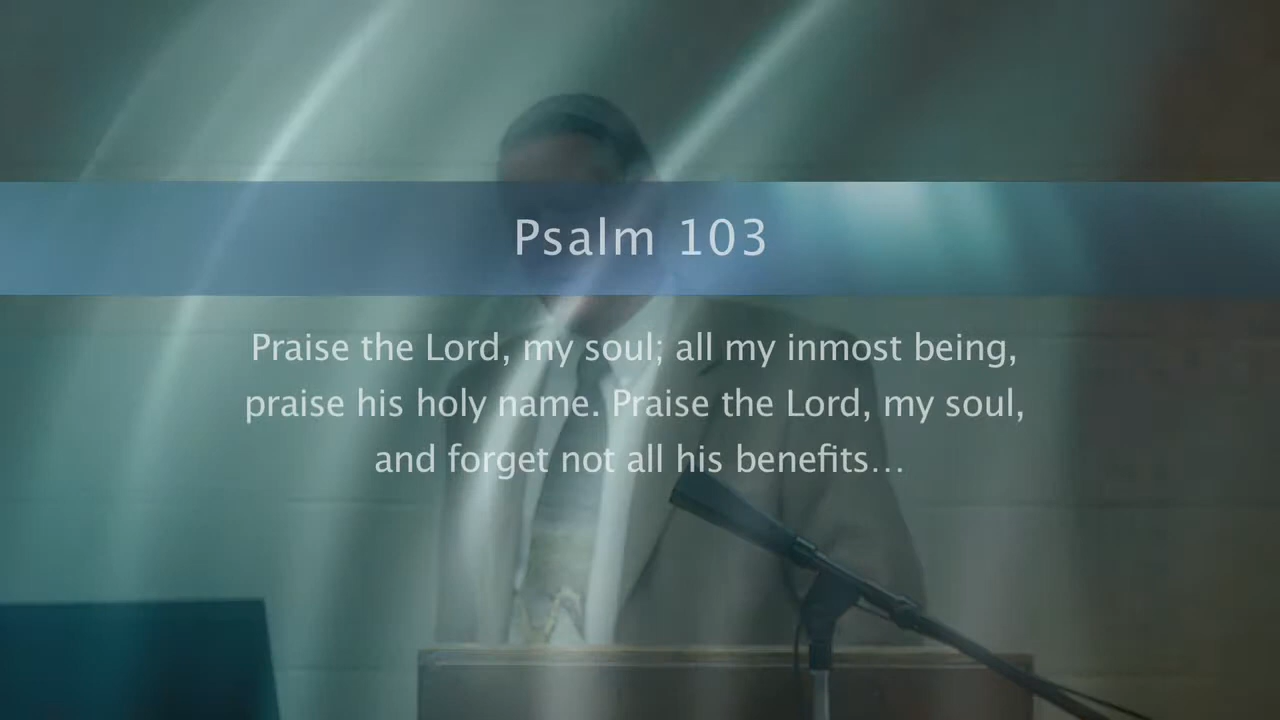 Psalm 103
Praise the Lord, my soul; all my inmost being,
praise his holy name. Praise the Lord, my soul,
and forget not all his benefits…